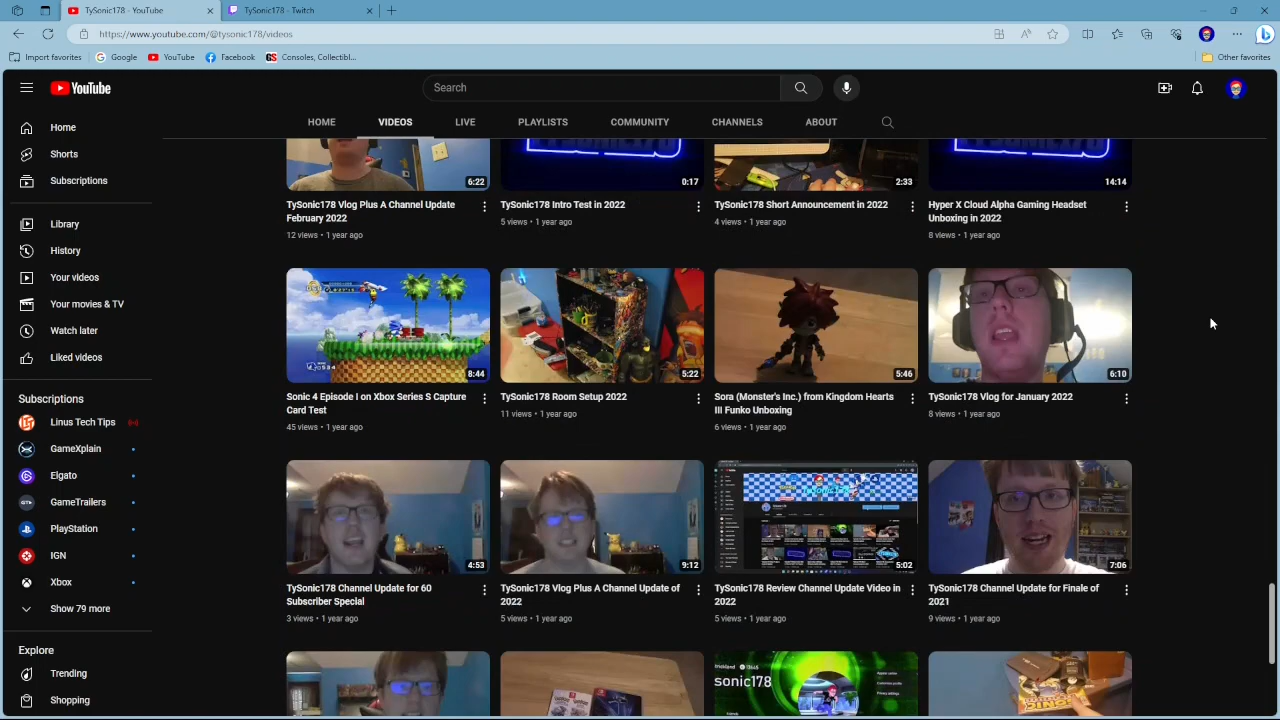 TySonic178 - YouTube
TySonic178 - Twitch
https://www.youtube.com/@tysonic178/videos
Import favorites
Google
YouTube
Facebook
Consoles, Collectibl...
Other favorites
YouTube
Search
HOME
VIDEOS
LIVE
PLAYLISTS
COMMUNITY
CHANNELS
ABOUT
Home
Shorts
Subscriptions
Library
History
Your videos
Your movies & TV
Watch later
Liked videos
Subscriptions
Linus Tech Tips
GameXplain
Elgato
GameTrailers
PlayStation
IGN
Xbox
Show 79 more
Explore
Trending
Shopping
6:22
0:17
2:33
14:14
TySonic178 Vlog Plus A Channel Update
February 2022
12 views • 1 year ago
TySonic178 Intro Test in 2022
5 views • 1 year ago
TySonic178 Short Announcement in 2022
4 views • 1 year ago
Hyper X Cloud Alpha Gaming Headset
Unboxing in 2022
8 views • 1 year ago
8:44
5:22
5:46
6:10
Sonic 4 Episode I on Xbox Series S Capture
Card Test
45 views • 1 year ago
TySonic178 Room Setup 2022
11 views • 1 year ago
Sora (Monster's Inc.) from Kingdom Hearts
III Funko Unboxing
6 views • 1 year ago
TySonic178 Vlog for January 2022
8 views • 1 year ago
4:53
9:12
5:02
7:06
TySonic178 Channel Update for 60
Subscriber Special
3 views • 1 year ago
TySonic178 Vlog Plus A Channel Update of
2022
5 views • 1 year ago
TySonic178 Review Channel Update Video in
2022
5 views • 1 year ago
TySonic178 Channel Update for Finale of
2021
9 views • 1 year ago
sonic178